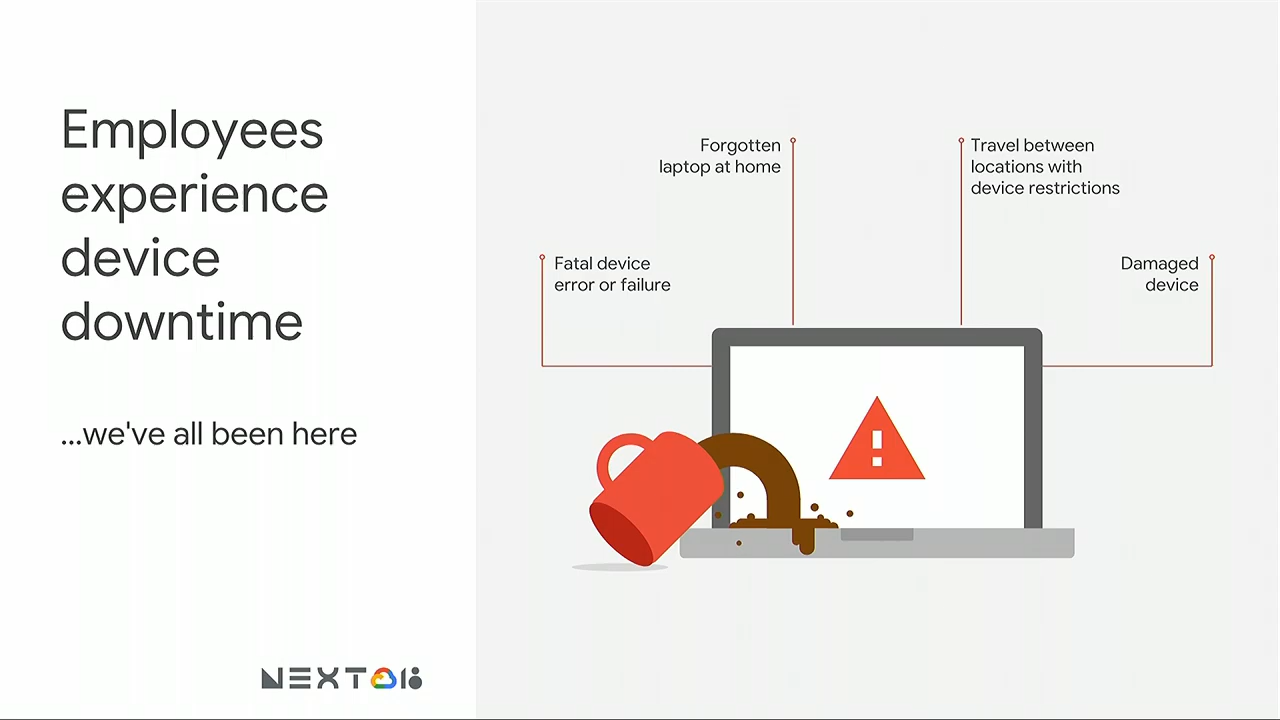 Employees
experience
device
downtime
...we've all been here
Forgotten
laptop at home
Travel between
locations with
device restrictions
Fatal device
error or failure
Damaged
device
!
NEXT 18